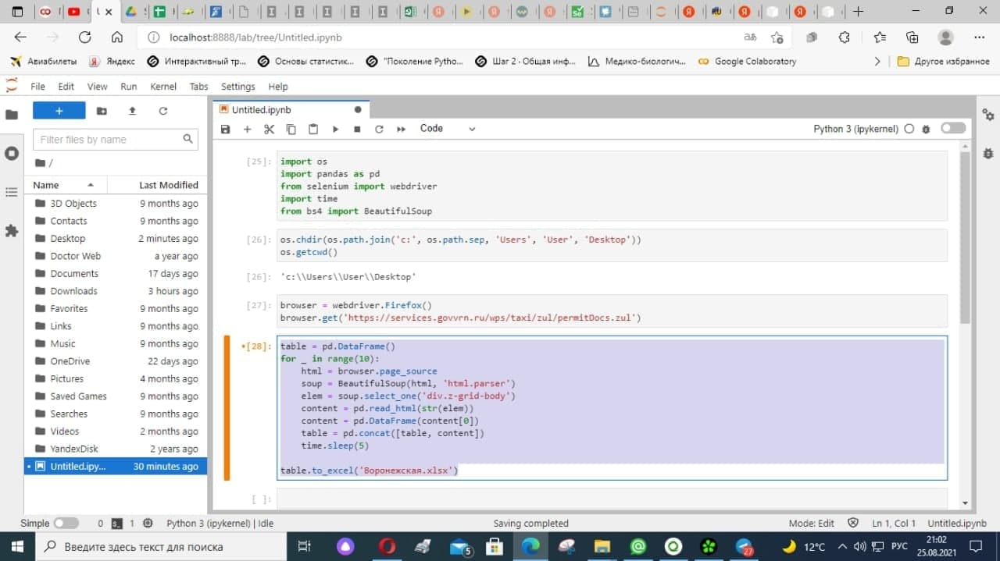 localhost:8888/lab/tree/Untitled.ipynb
Авиабилеты Яндекс Интерактивный тр... Основы статистик... "Поколение Pytho... Шаг 2 · Общая инф... Медико-биологич... Google Colaboratory Другое избранное
File Edit View Run Kernel Tabs Settings Help
Filter files by name
/
Name Last Modified
3D Objects 9 months ago
Contacts 9 months ago
Desktop 2 minutes ago
Doctor Web a year ago
Documents 17 days ago
Downloads 3 hours ago
Favorites 9 months ago
Links 9 months ago
Music 9 months ago
OneDrive 22 days ago
Pictures 4 months ago
Saved Games 9 months ago
Searches 9 months ago
Videos 2 months ago
YandexDisk 2 years ago
Untitled.ipy... 30 minutes ago
Untitled.ipynb
Code Python 3 (ipykernel)
[25]: import os
import pandas as pd
from selenium import webdriver
import time
from bs4 import BeautifulSoup
[26]: os.chdir(os.path.join('c:', os.path.sep, 'Users', 'User', 'Desktop'))
os.getcwd()
[26]: 'c:\\Users\\User\\Desktop'
[27]: browser = webdriver.Firefox()
browser.get('https://services.govvrn.ru/wps/taxi/zul/permitDocs.zul')
[28]: table = pd.DataFrame()
for _ in range(10):
    html = browser.page_source
    soup = BeautifulSoup(html, 'html.parser')
    elem = soup.select_one('div.z-grid-body')
    content = pd.read_html(str(elem))
    content = pd.DataFrame(content[0])
    table = pd.concat([table, content])
    time.sleep(5)
table.to_excel('Воронежская.xlsx')
[ ]:
Simple 0 1 Python 3 (ipykernel) | Idle Saving completed Mode: Edit Ln 1, Col 1 Untitled.ipynb
Введите здесь текст для поиска 5 27 12°C РУС 21:02
25.08.2021